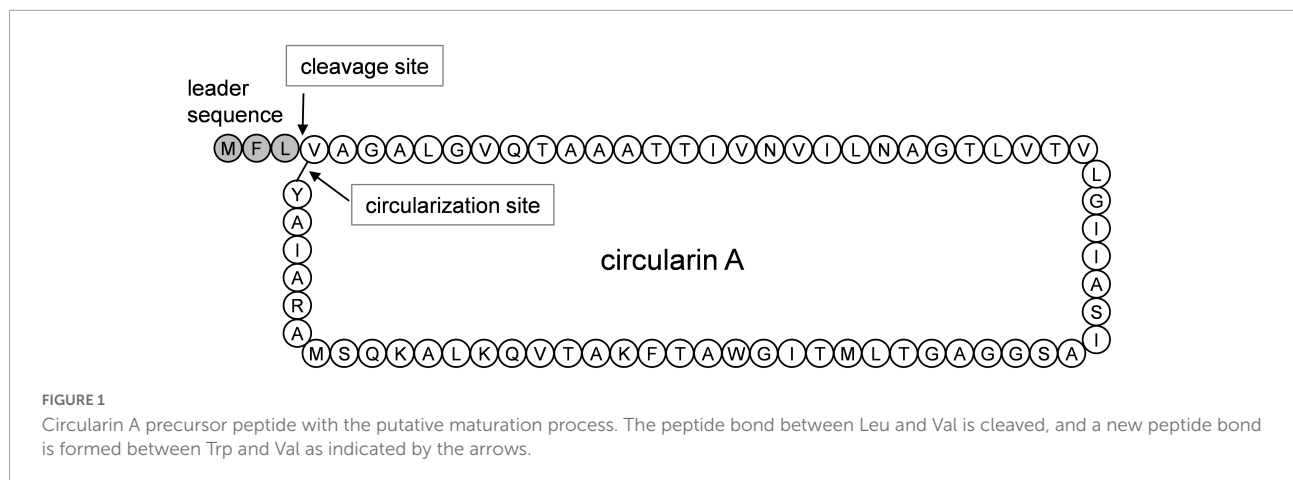 cleavage site
leader
sequence
M F L V A G A L G V Q T A A A T T I V N V I L N A G T L V T V
L
G
I
I
A
S
I
Y
A
I
A
R
A
circularization site
circularin A
M S Q K A L K Q V T A K F T A W G I T M L T G A G G S A
FIGURE 1
Circularin A precursor peptide with the putative maturation process. The peptide bond between Leu and Val is cleaved, and a new peptide bond
is formed between Trp and Val as indicated by the arrows.